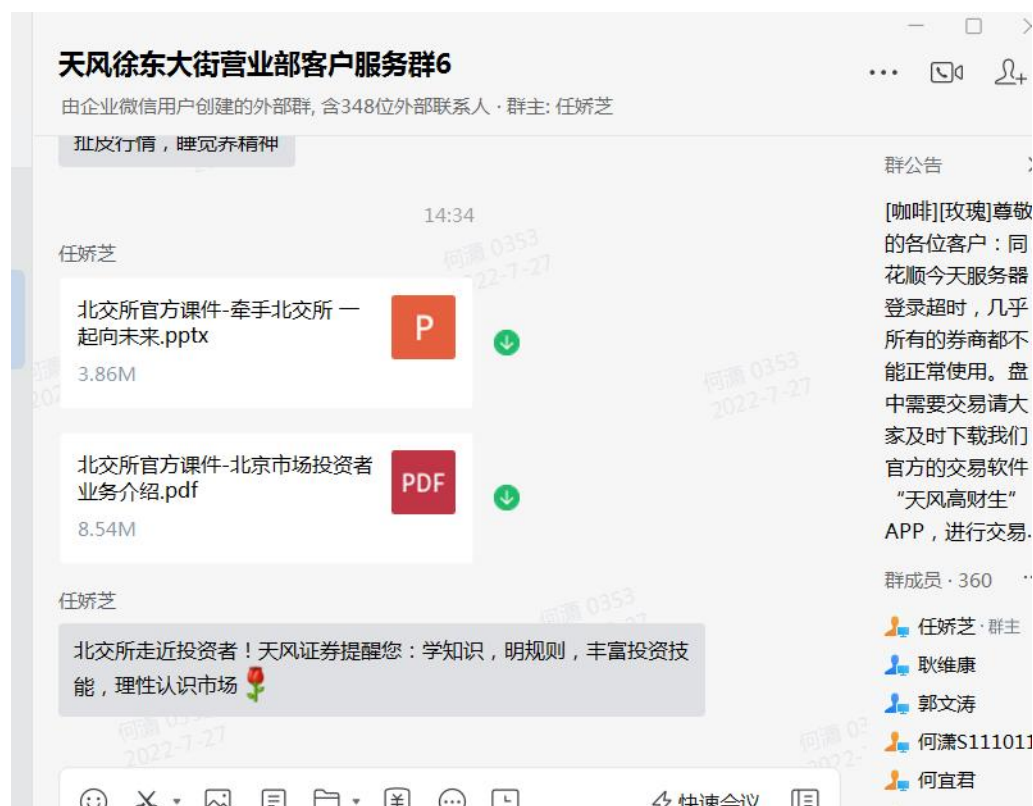 天风徐东大街营业部客户服务群6
由企业微信用户创建的外部群, 含348位外部联系人 · 群主: 任娇芝
扯皮行情，睡觉养精神
14:34
任娇芝
北交所官方课件-牵手北交所 一
起向未来.pptx
3.86M
P
北交所官方课件-北京市场投资者
业务介绍.pdf
8.54M
PDF
任娇芝
北交所走近投资者！天风证券提醒您：学知识，明规则，丰富投资技
能，理性认识市场
快速会议
群公告
[咖啡][玫瑰]尊敬
的各位客户：同
花顺今天服务器
登录超时，几乎
所有的券商都不
能正常使用。盘
中需要交易请大
家及时下载我们
官方的交易软件
“天风高财生”
APP，进行交易.
群成员 · 360
任娇芝 · 群主
耿维康
郭文涛
何潇S111011
何宜君
何潇 0353
2022-7-27